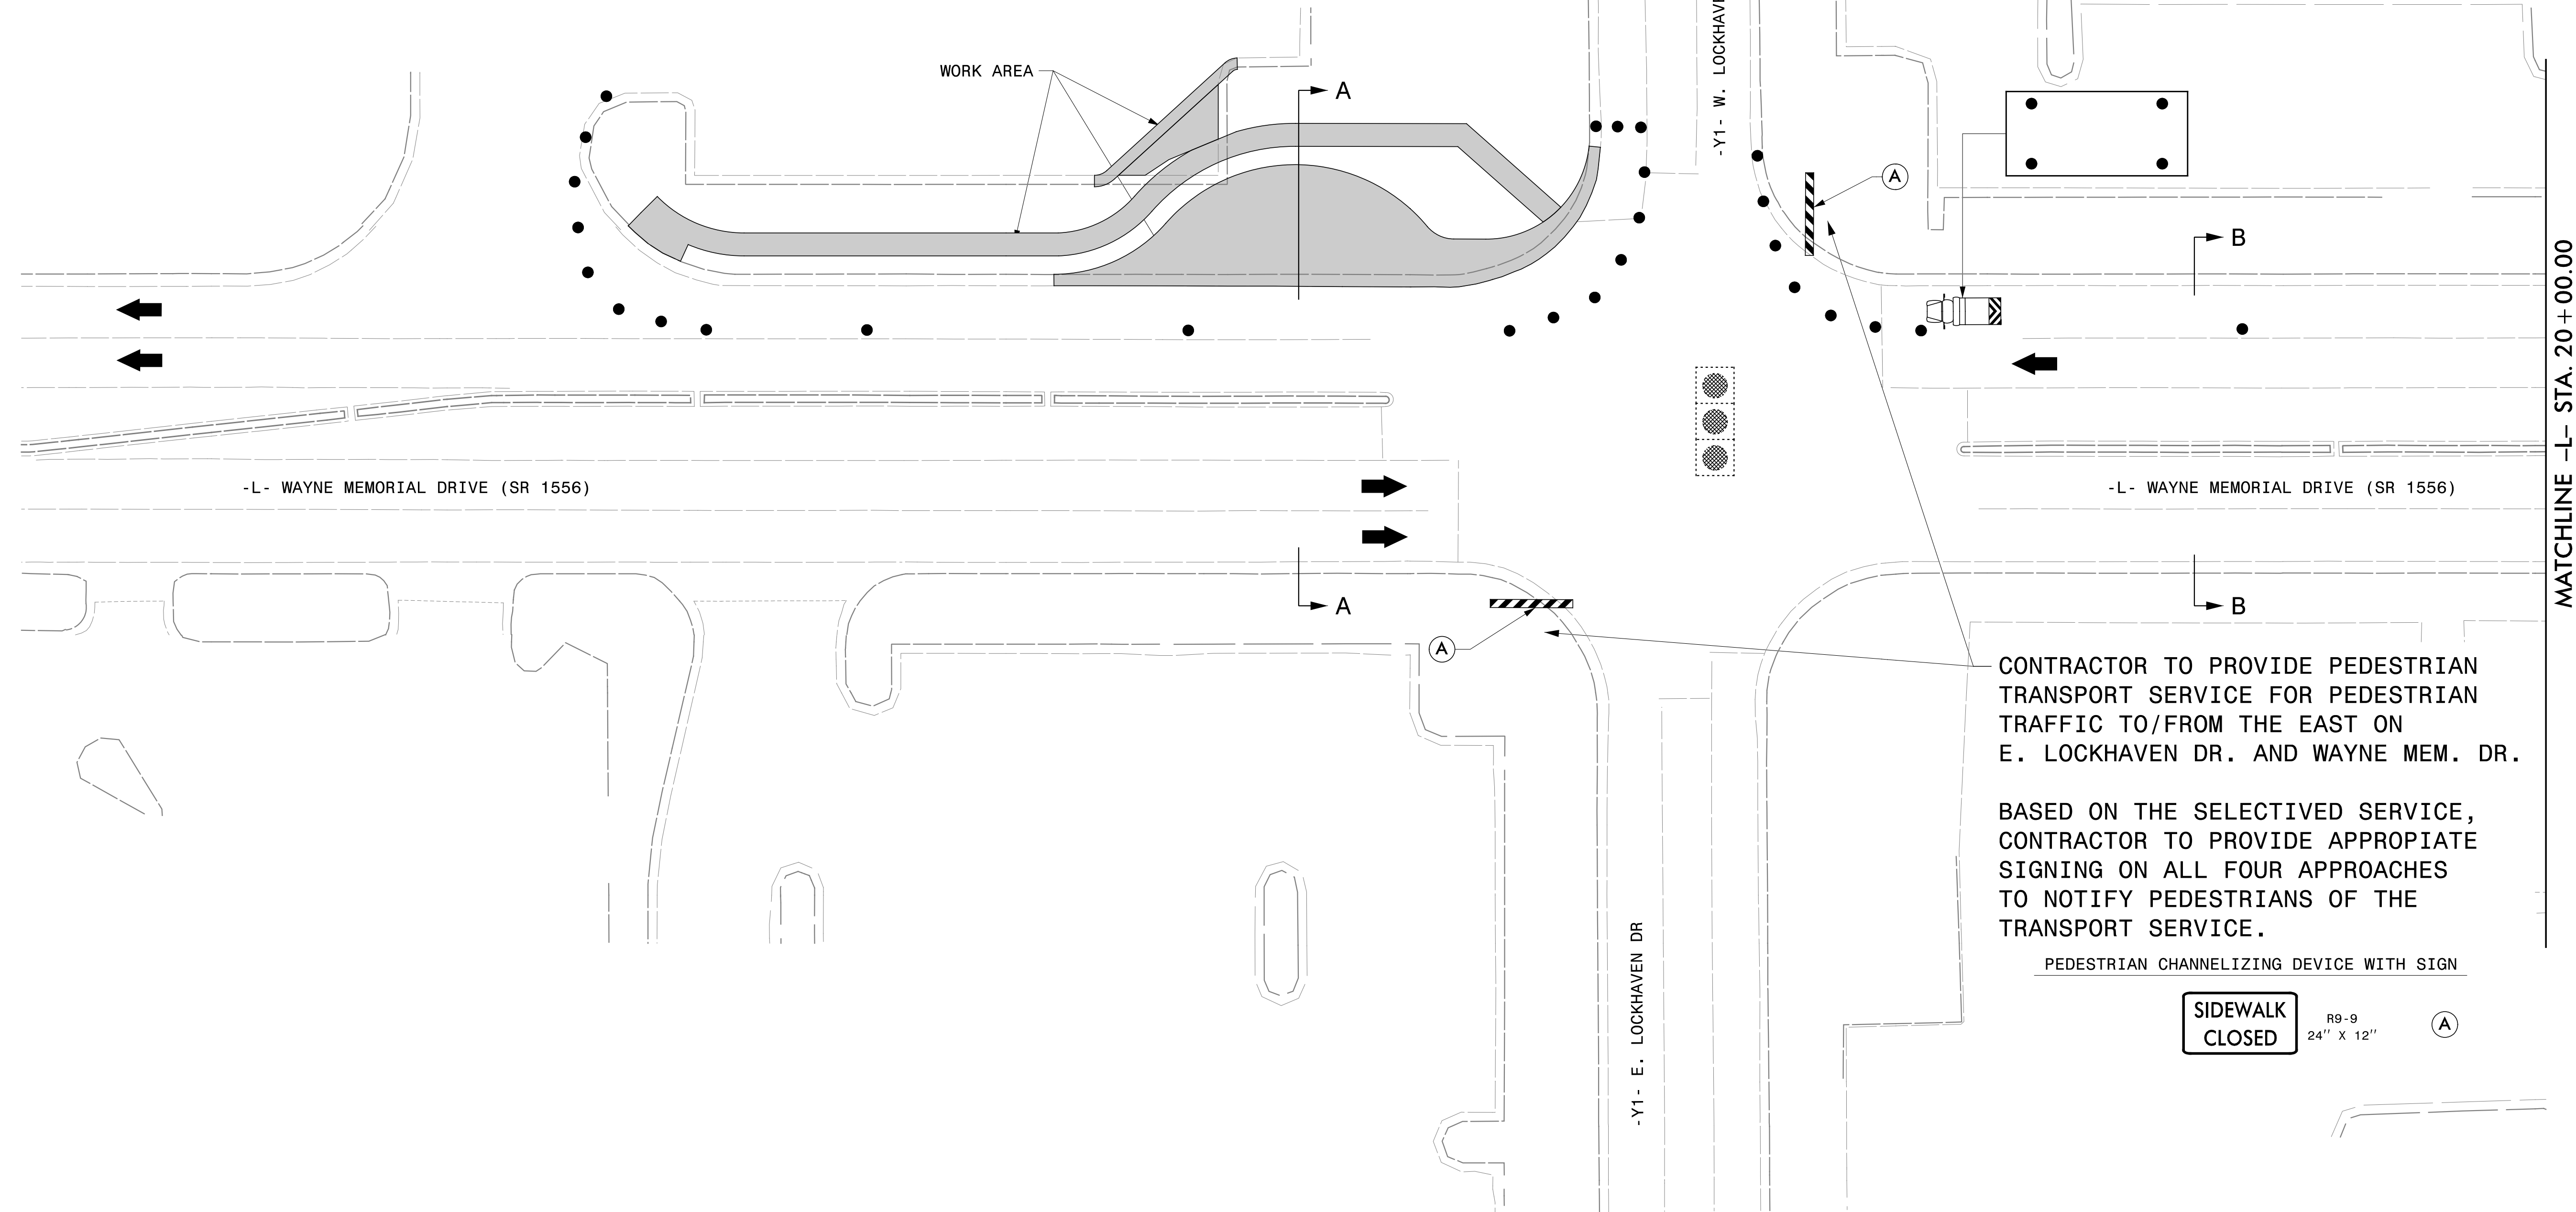 WORK AREA
A
-Y1- W. LOCKHAVE
A
B
MATCHLINE -L- STA. 20+00.00
-L- WAYNE MEMORIAL DRIVE (SR 1556)
-L- WAYNE MEMORIAL DRIVE (SR 1556)
A
B
A
CONTRACTOR TO PROVIDE PEDESTRIAN
TRANSPORT SERVICE FOR PEDESTRIAN
TRAFFIC TO/FROM THE EAST ON
E. LOCKHAVEN DR. AND WAYNE MEM. DR.
BASED ON THE SELECTIVED SERVICE,
CONTRACTOR TO PROVIDE APPROPIATE
SIGNING ON ALL FOUR APPROACHES
TO NOTIFY PEDESTRIANS OF THE
TRANSPORT SERVICE.
-Y1- E. LOCKHAVEN DR
PEDESTRIAN CHANNELIZING DEVICE WITH SIGN
SIDEWALK
CLOSED
R9-9
24'' X 12''
A